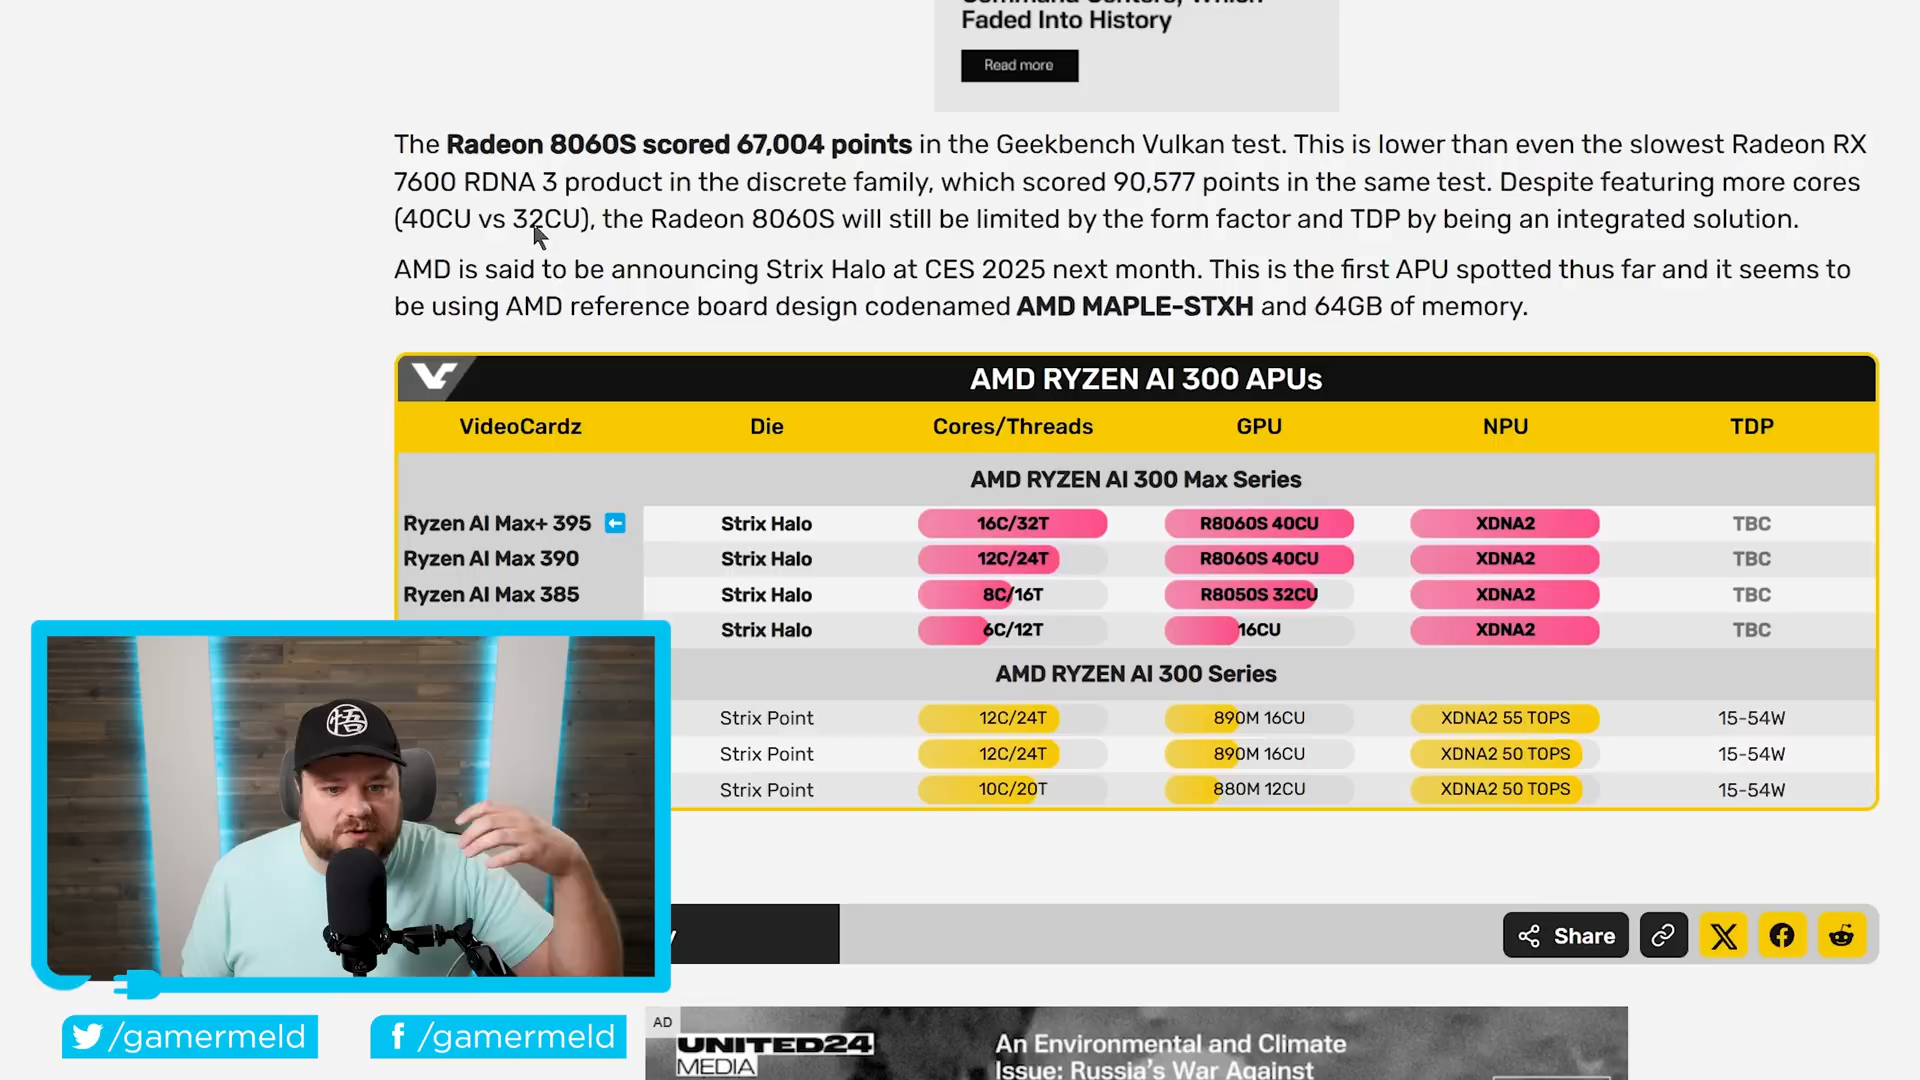 Faded Into History
Read more
The Radeon 8060S scored 67,004 points in the Geekbench Vulkan test. This is lower than even the slowest Radeon RX
7600 RDNA 3 product in the discrete family, which scored 90,577 points in the same test. Despite featuring more cores
(40CU vs 32CU), the Radeon 8060S will still be limited by the form factor and TDP by being an integrated solution.
AMD is said to be announcing Strix Halo at CES 2025 next month. This is the first APU spotted thus far and it seems to
be using AMD reference board design codenamed AMD MAPLE-STXH and 64GB of memory.
AMD RYZEN AI 300 APUs
VideoCardz Die Cores/Threads GPU NPU TDP
AMD RYZEN AI 300 Max Series
Ryzen AI Max+ 395 Strix Halo 16C/32T R8060S 40CU XDNA2 TBC
Ryzen AI Max 390 Strix Halo 12C/24T R8060S 40CU XDNA2 TBC
Ryzen AI Max 385 Strix Halo 8C/16T R8050S 32CU XDNA2 TBC
Strix Halo 6C/12T 16CU XDNA2 TBC
AMD RYZEN AI 300 Series
Strix Point 12C/24T 890M 16CU XDNA2 55 TOPS 15-54W
Strix Point 12C/24T 890M 16CU XDNA2 50 TOPS 15-54W
Strix Point 10C/20T 880M 12CU XDNA2 50 TOPS 15-54W
悟
Share
/gamermeld
/gamermeld
AD
UNITED24
MEDIA
An Environmental and Climate
Issue: Russia's War Against